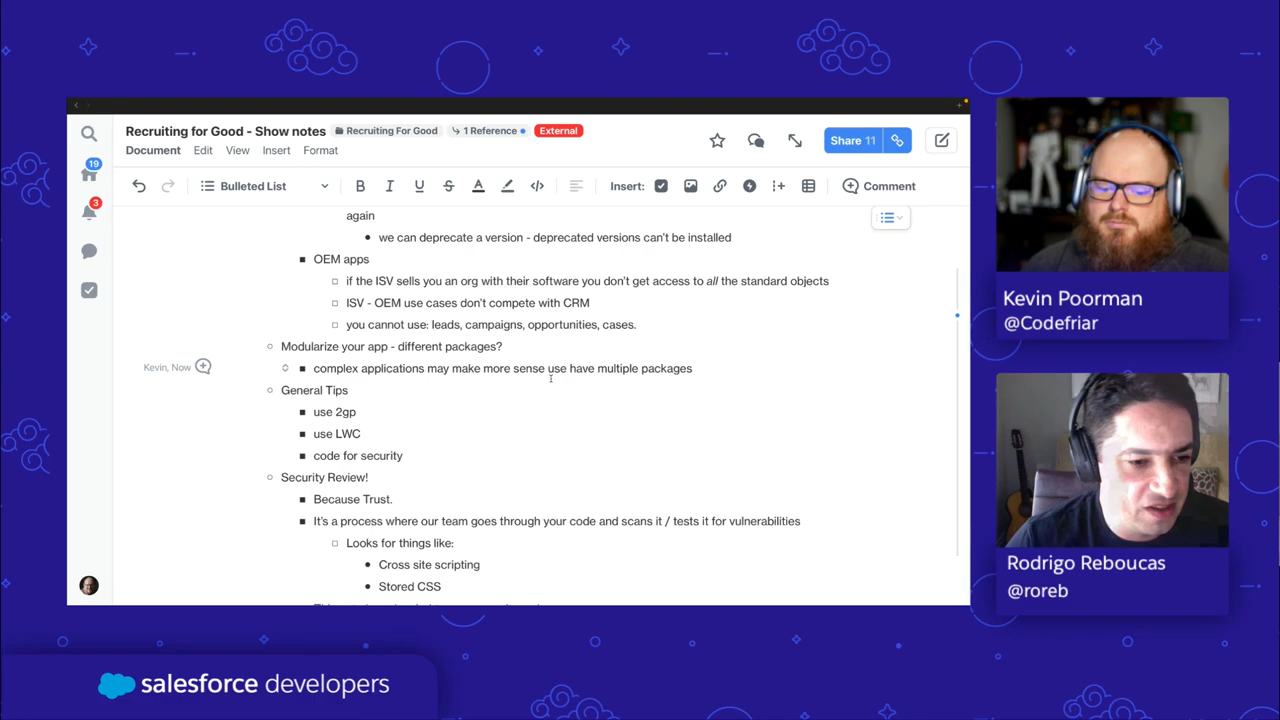 Recruiting for Good - Show notes Recruiting For Good 1 Reference External
Document Edit View Insert Format
Share 11
19
3
Bulleted List
B I U S A
Insert:
Comment
again
we can deprecate a version - deprecated versions can't be installed
OEM apps
if the ISV sells you an org with their software you don't get access to all the standard objects
ISV - OEM use cases don't compete with CRM
you cannot use: leads, campaigns, opportunities, cases.
Modularize your app - different packages?
Kevin, Now
complex applications may make more sense use have multiple packages
General Tips
use 2gp
use LWC
code for security
Security Review!
Because Trust.
It's a process where our team goes through your code and scans it / tests it for vulnerabilities
Looks for things like:
Cross site scripting
Stored CSS
Kevin Poorman
@Codefriar
Rodrigo Reboucas
@roreb
salesforce developers